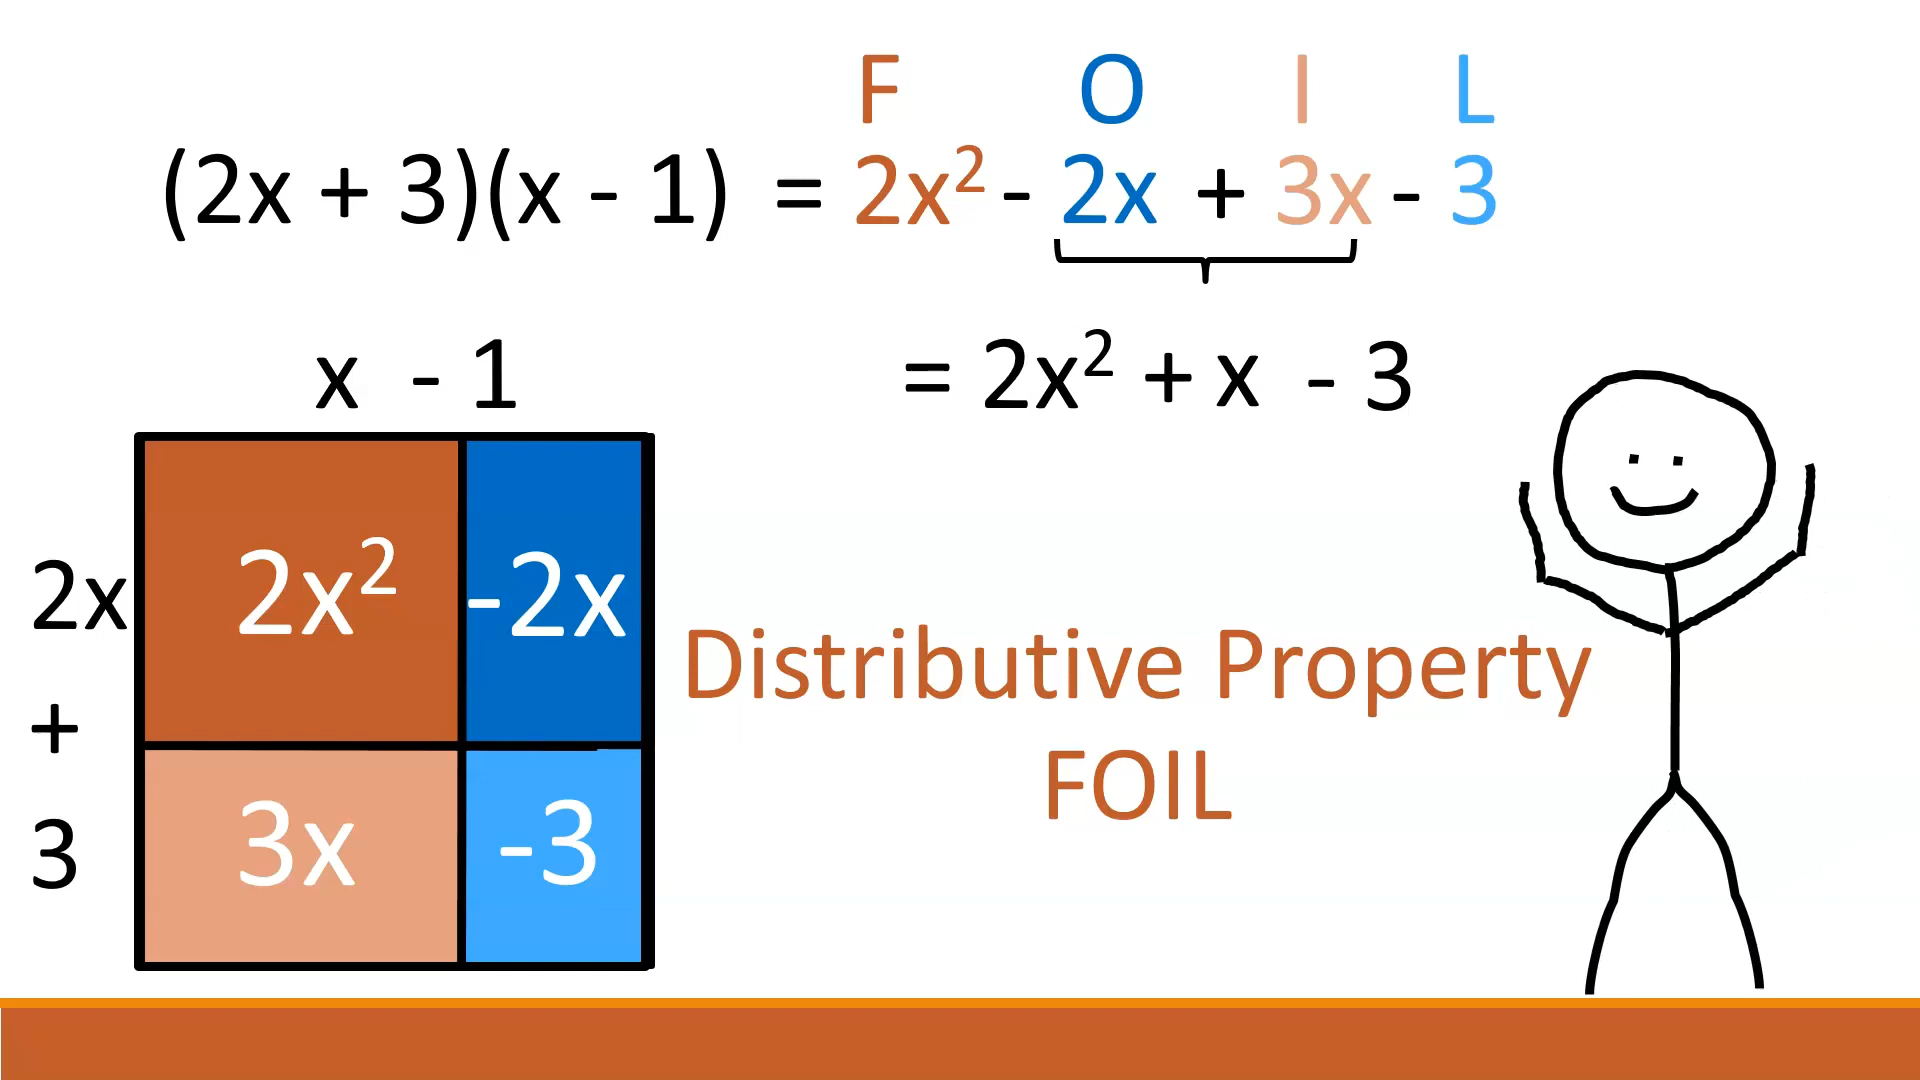 F O I L
(2x + 3)(x - 1) = 2x² - 2x + 3x - 3
= 2x² + x - 3
x - 1
2x
+
3
2x² -2x
3x -3
Distributive Property
FOIL